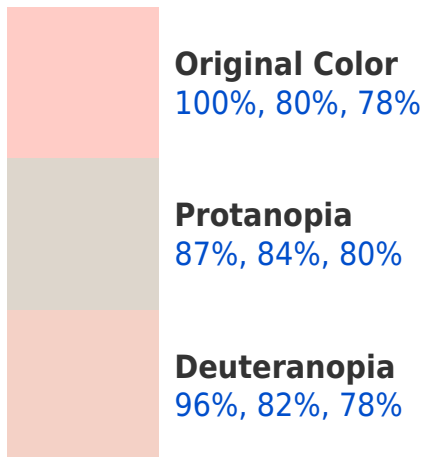 Original Color
100%, 80%, 78%
Protanopia
87%, 84%, 80%
Deuteranopia
96%, 82%, 78%